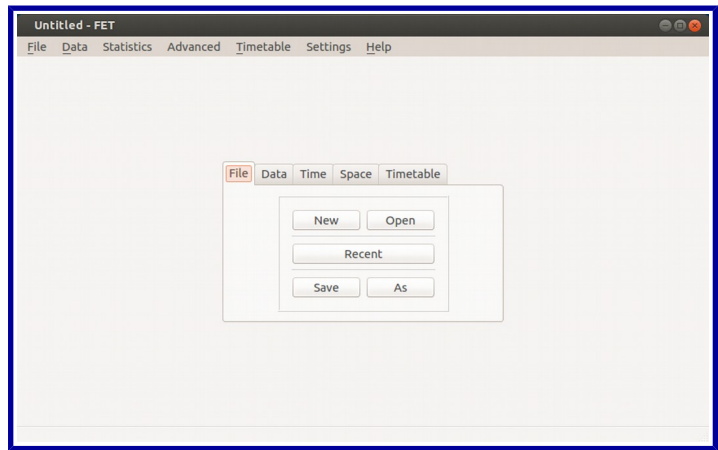 Untitled - FET
File Data Statistics Advanced Timetable Settings Help
File Data Time Space Timetable
New Open
Recent
Save As